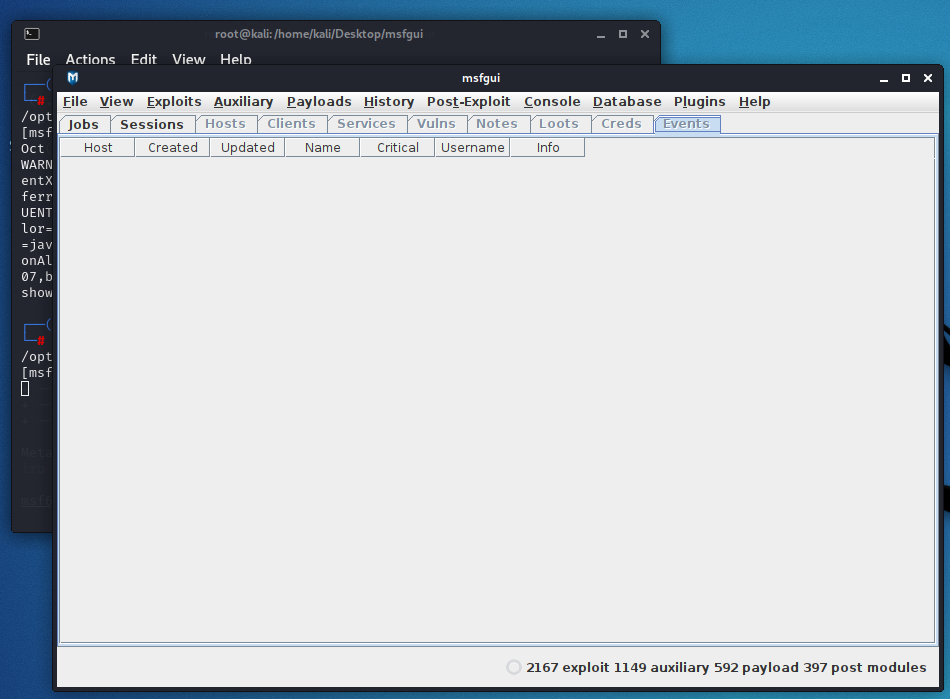 root@kali:/home/kali/Desktop/msfgui
File Actions Edit View Help
msfgui
File View Exploits Auxiliary Payloads History Post-Exploit Console Database Plugins Help
Jobs Sessions Hosts Clients Services Vulns Notes Loots Creds Events
Host Created Updated Name Critical Username Info
#
/opt
[msf
Oct
WARN
entX
ferr
UENT
lor=
=jav
onAl
07,b
show
#
/opt
[msf
Meta
msf6
2167 exploit 1149 auxiliary 592 payload 397 post modules